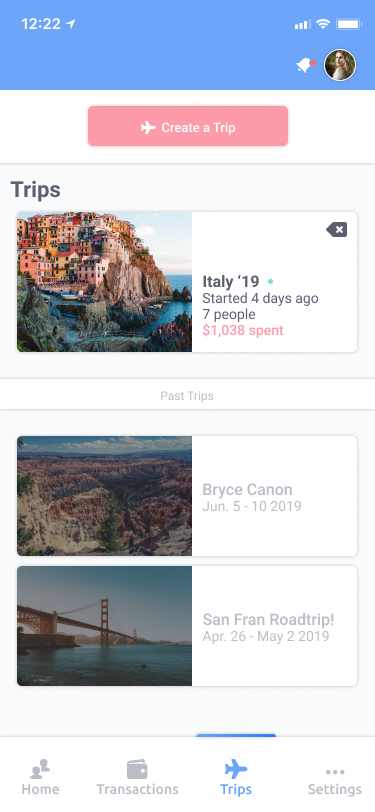 12:22
Create a Trip
Trips
Italy ‘19
Started 4 days ago
7 people
$1,038 spent
Past Trips
Bryce Canon
Jun. 5 - 10 2019
San Fran Roadtrip!
Apr. 26 - May 2 2019
Home Transactions Trips Settings